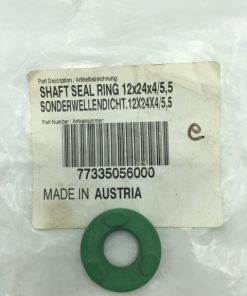 Part Description / Artikelbezeichnung:
SHAFT SEAL RING 12x24x4/5,5
SONDERWELLENDICHT.12X24X4/5,5
Part Number / Artikelnummer:
77335056000
MADE IN AUSTRIA
e